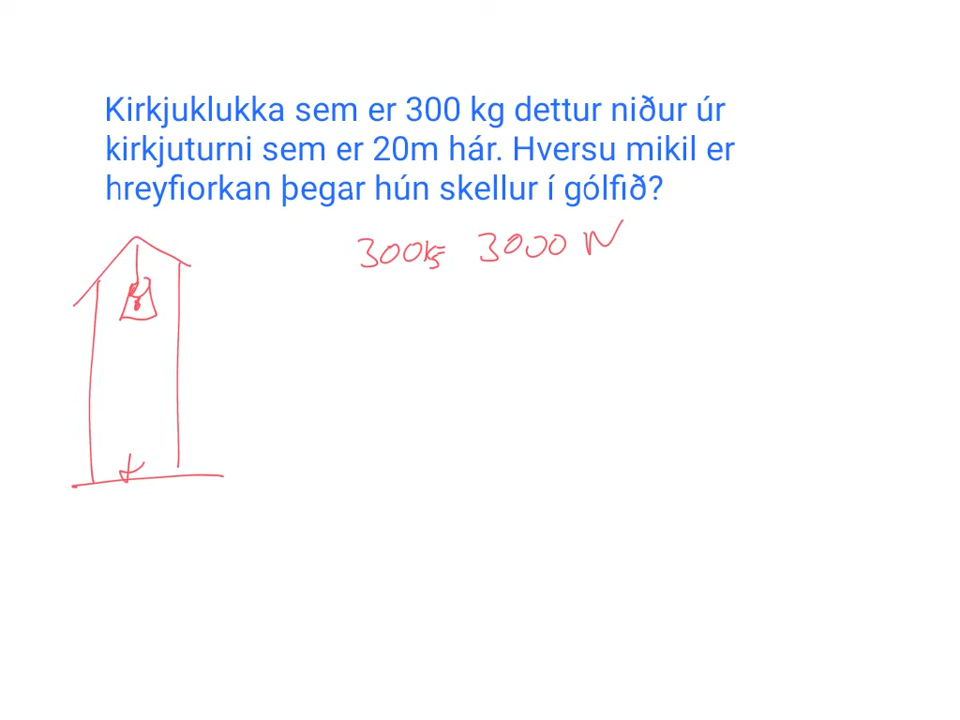 Kirkjuklukka sem er 300 kg dettur niður úr
kirkjuturni sem er 20m hár. Hversu mikil er
hreyfiorkan þegar hún skellur í gólfið?
300kg 3000 N